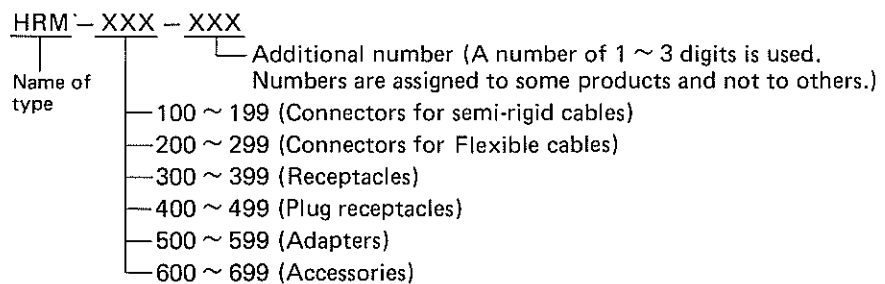 HRM – XXX – XXX
Additional number (A number of 1 ~ 3 digits is used.
Numbers are assigned to some products and not to others.)
Name of
type
100 ~ 199 (Connectors for semi-rigid cables)
200 ~ 299 (Connectors for Flexible cables)
300 ~ 399 (Receptacles)
400 ~ 499 (Plug receptacles)
500 ~ 599 (Adapters)
600 ~ 699 (Accessories)